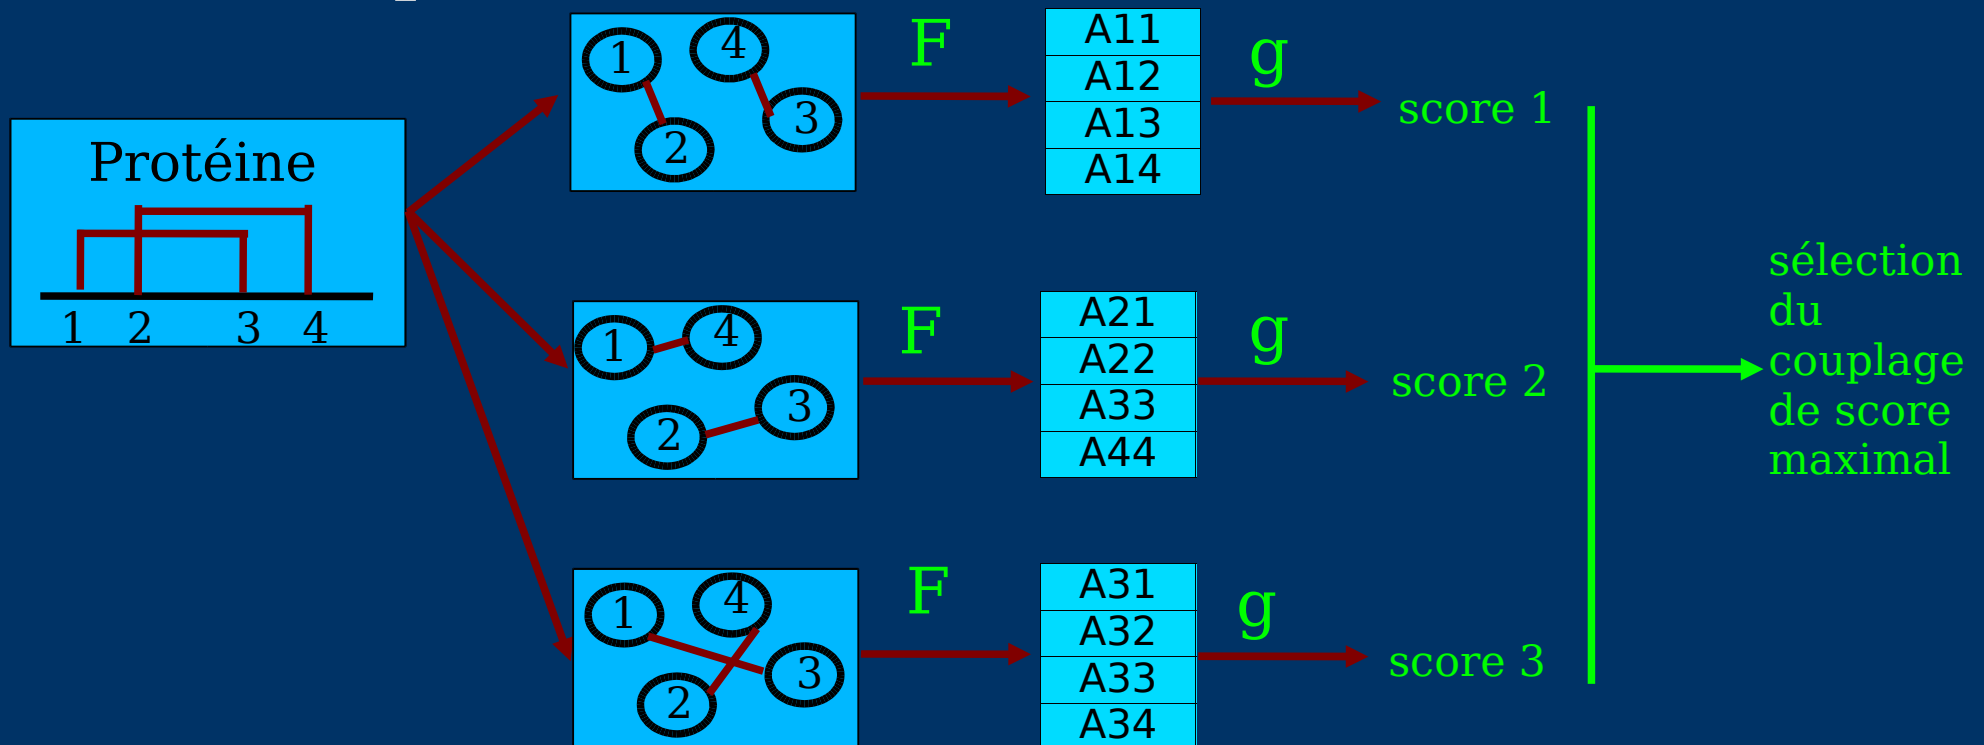 Protéine
1 2 3 4
1
4
2
3
F
A11
A12
A13
A14
g
score 1
1
4
2
3
F
A21
A22
A33
A44
g
score 2
1
4
2
3
F
A31
A32
A33
A34
g
score 3
sélection
du
couplage
de score
maximal